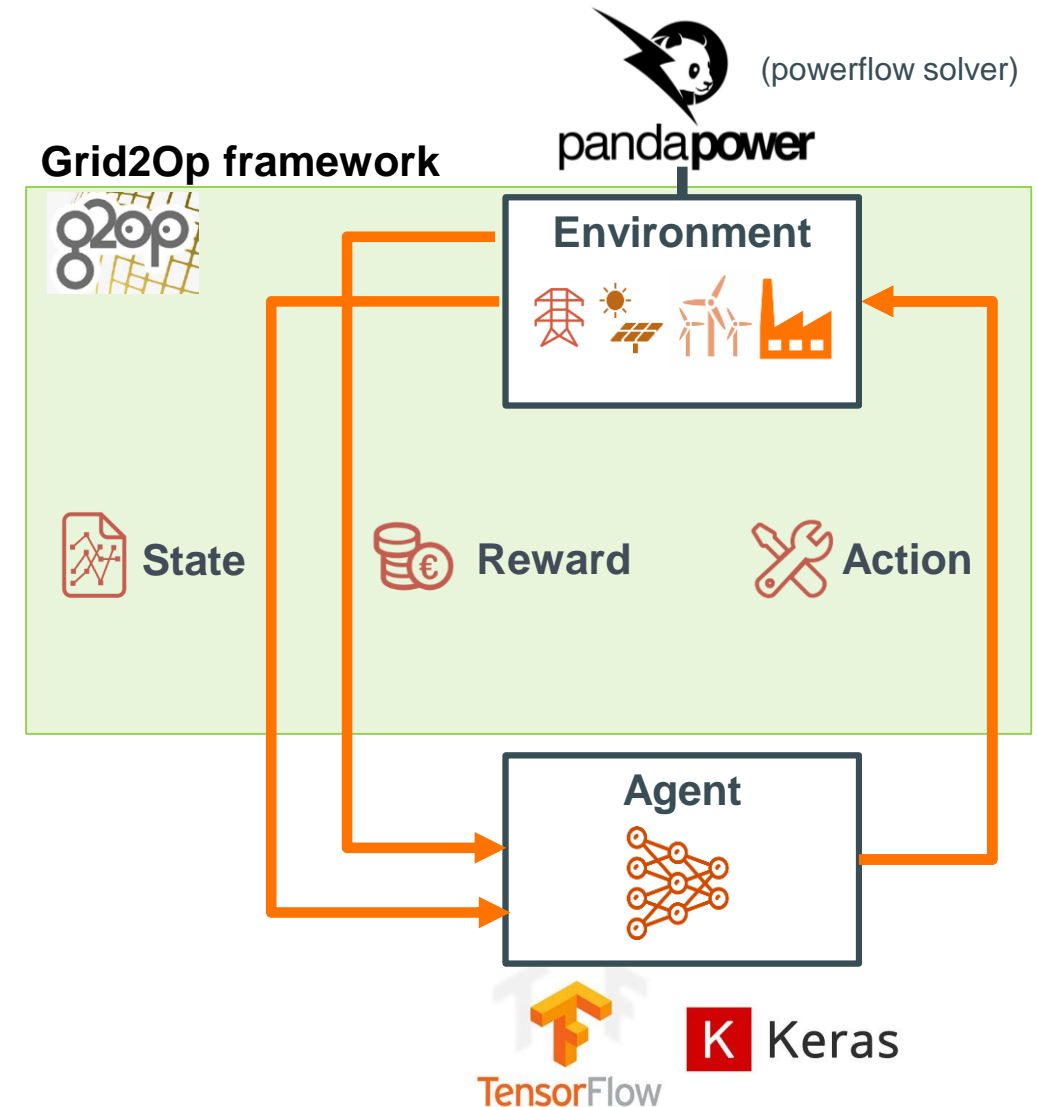 (powerflow solver)
pandapower
Grid2Op framework
g2op
Environment
State
Reward
Action
€
Agent
TensorFlow
K Keras